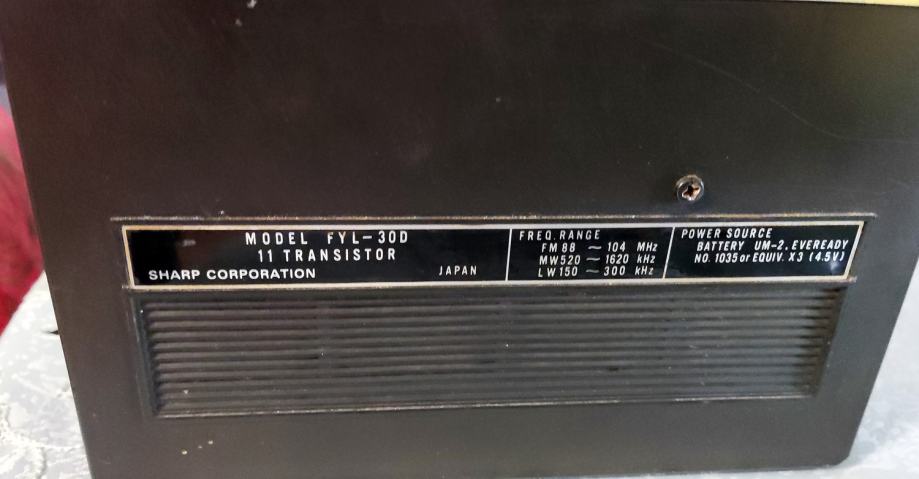 MODEL FYL-30D
11 TRANSISTOR
SHARP CORPORATION JAPAN
FREQ. RANGE
FM 88 ~ 104 MHz
MW 520 ~ 1620 kHz
LW 150 ~ 300 kHz
POWER SOURCE
BATTERY UM-2, EVEREADY
NO. 1035 or EQUIV. X3 (4.5V)